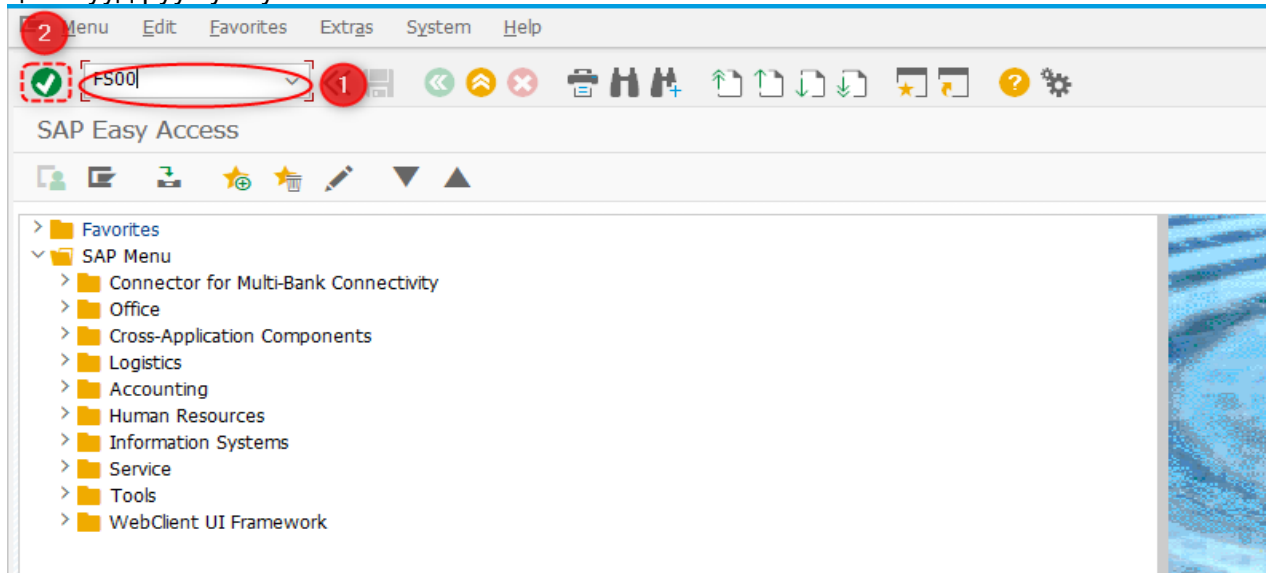 2
Menu Edit Favorites Extras System Help
FS00
1
SAP Easy Access
Favorites
SAP Menu
Connector for Multi-Bank Connectivity
Office
Cross-Application Components
Logistics
Accounting
Human Resources
Information Systems
Service
Tools
WebClient UI Framework